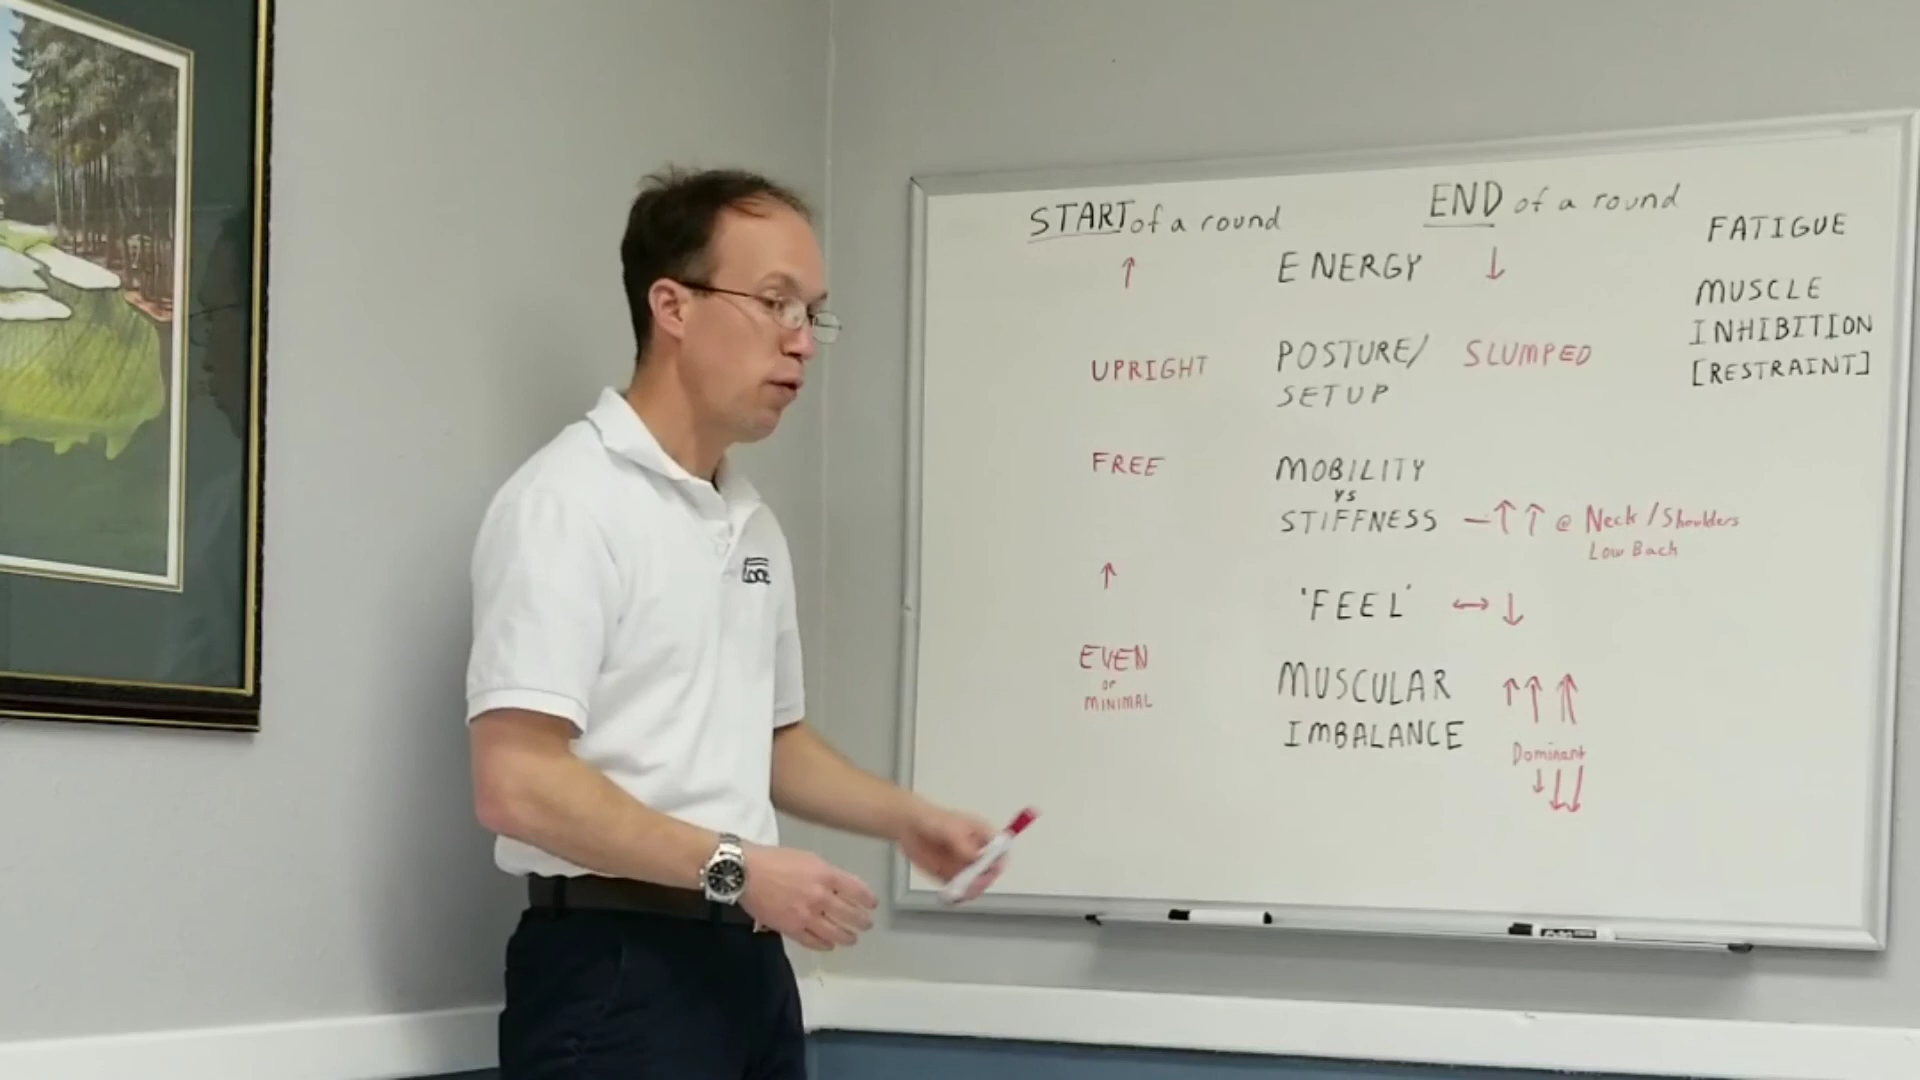 START of a round
END of a round
FATIGUE
↑ ENERGY ↓
MUSCLE
INHIBITION
[RESTRAINT]
UPRIGHT POSTURE/ SLUMPED
SETUP
FREE MOBILITY
vs
STIFFNESS – ↑ ↑ @ Neck / Shoulders
Low Back
↑ 'FEEL' ↔ ↓
EVEN MUSCULAR ↑ ↑ ↑
or
MINIMAL IMBALANCE
Dominant
↓ ↓ ↓